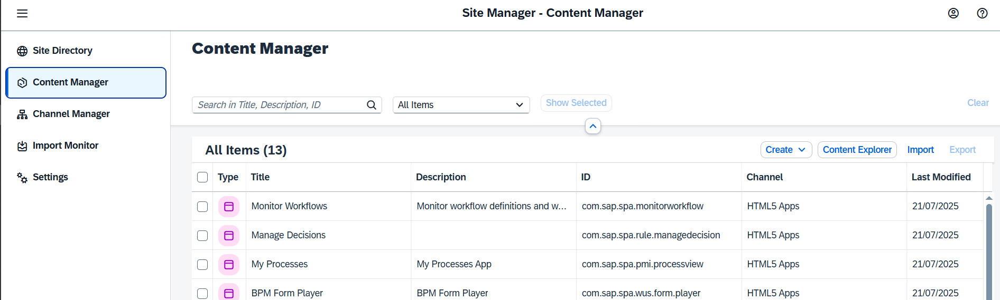 Site Manager - Content Manager
Site Directory
Content Manager
Channel Manager
Import Monitor
Settings
Content Manager
Search in Title, Description, ID
All Items
Show Selected
Clear
All Items (13)
Create
Content Explorer
Import
Export
Type Title Description ID Channel Last Modified
Monitor Workflows Monitor workflow definitions and w... com.sap.spa.monitorworkflow HTML5 Apps 21/07/2025
Manage Decisions com.sap.spa.rule.managedecision HTML5 Apps 21/07/2025
My Processes My Processes App com.sap.spa.pmi.processview HTML5 Apps 21/07/2025
BPM Form Player BPM Form Player com.sap.spa.wus.form.player HTML5 Apps 21/07/2025